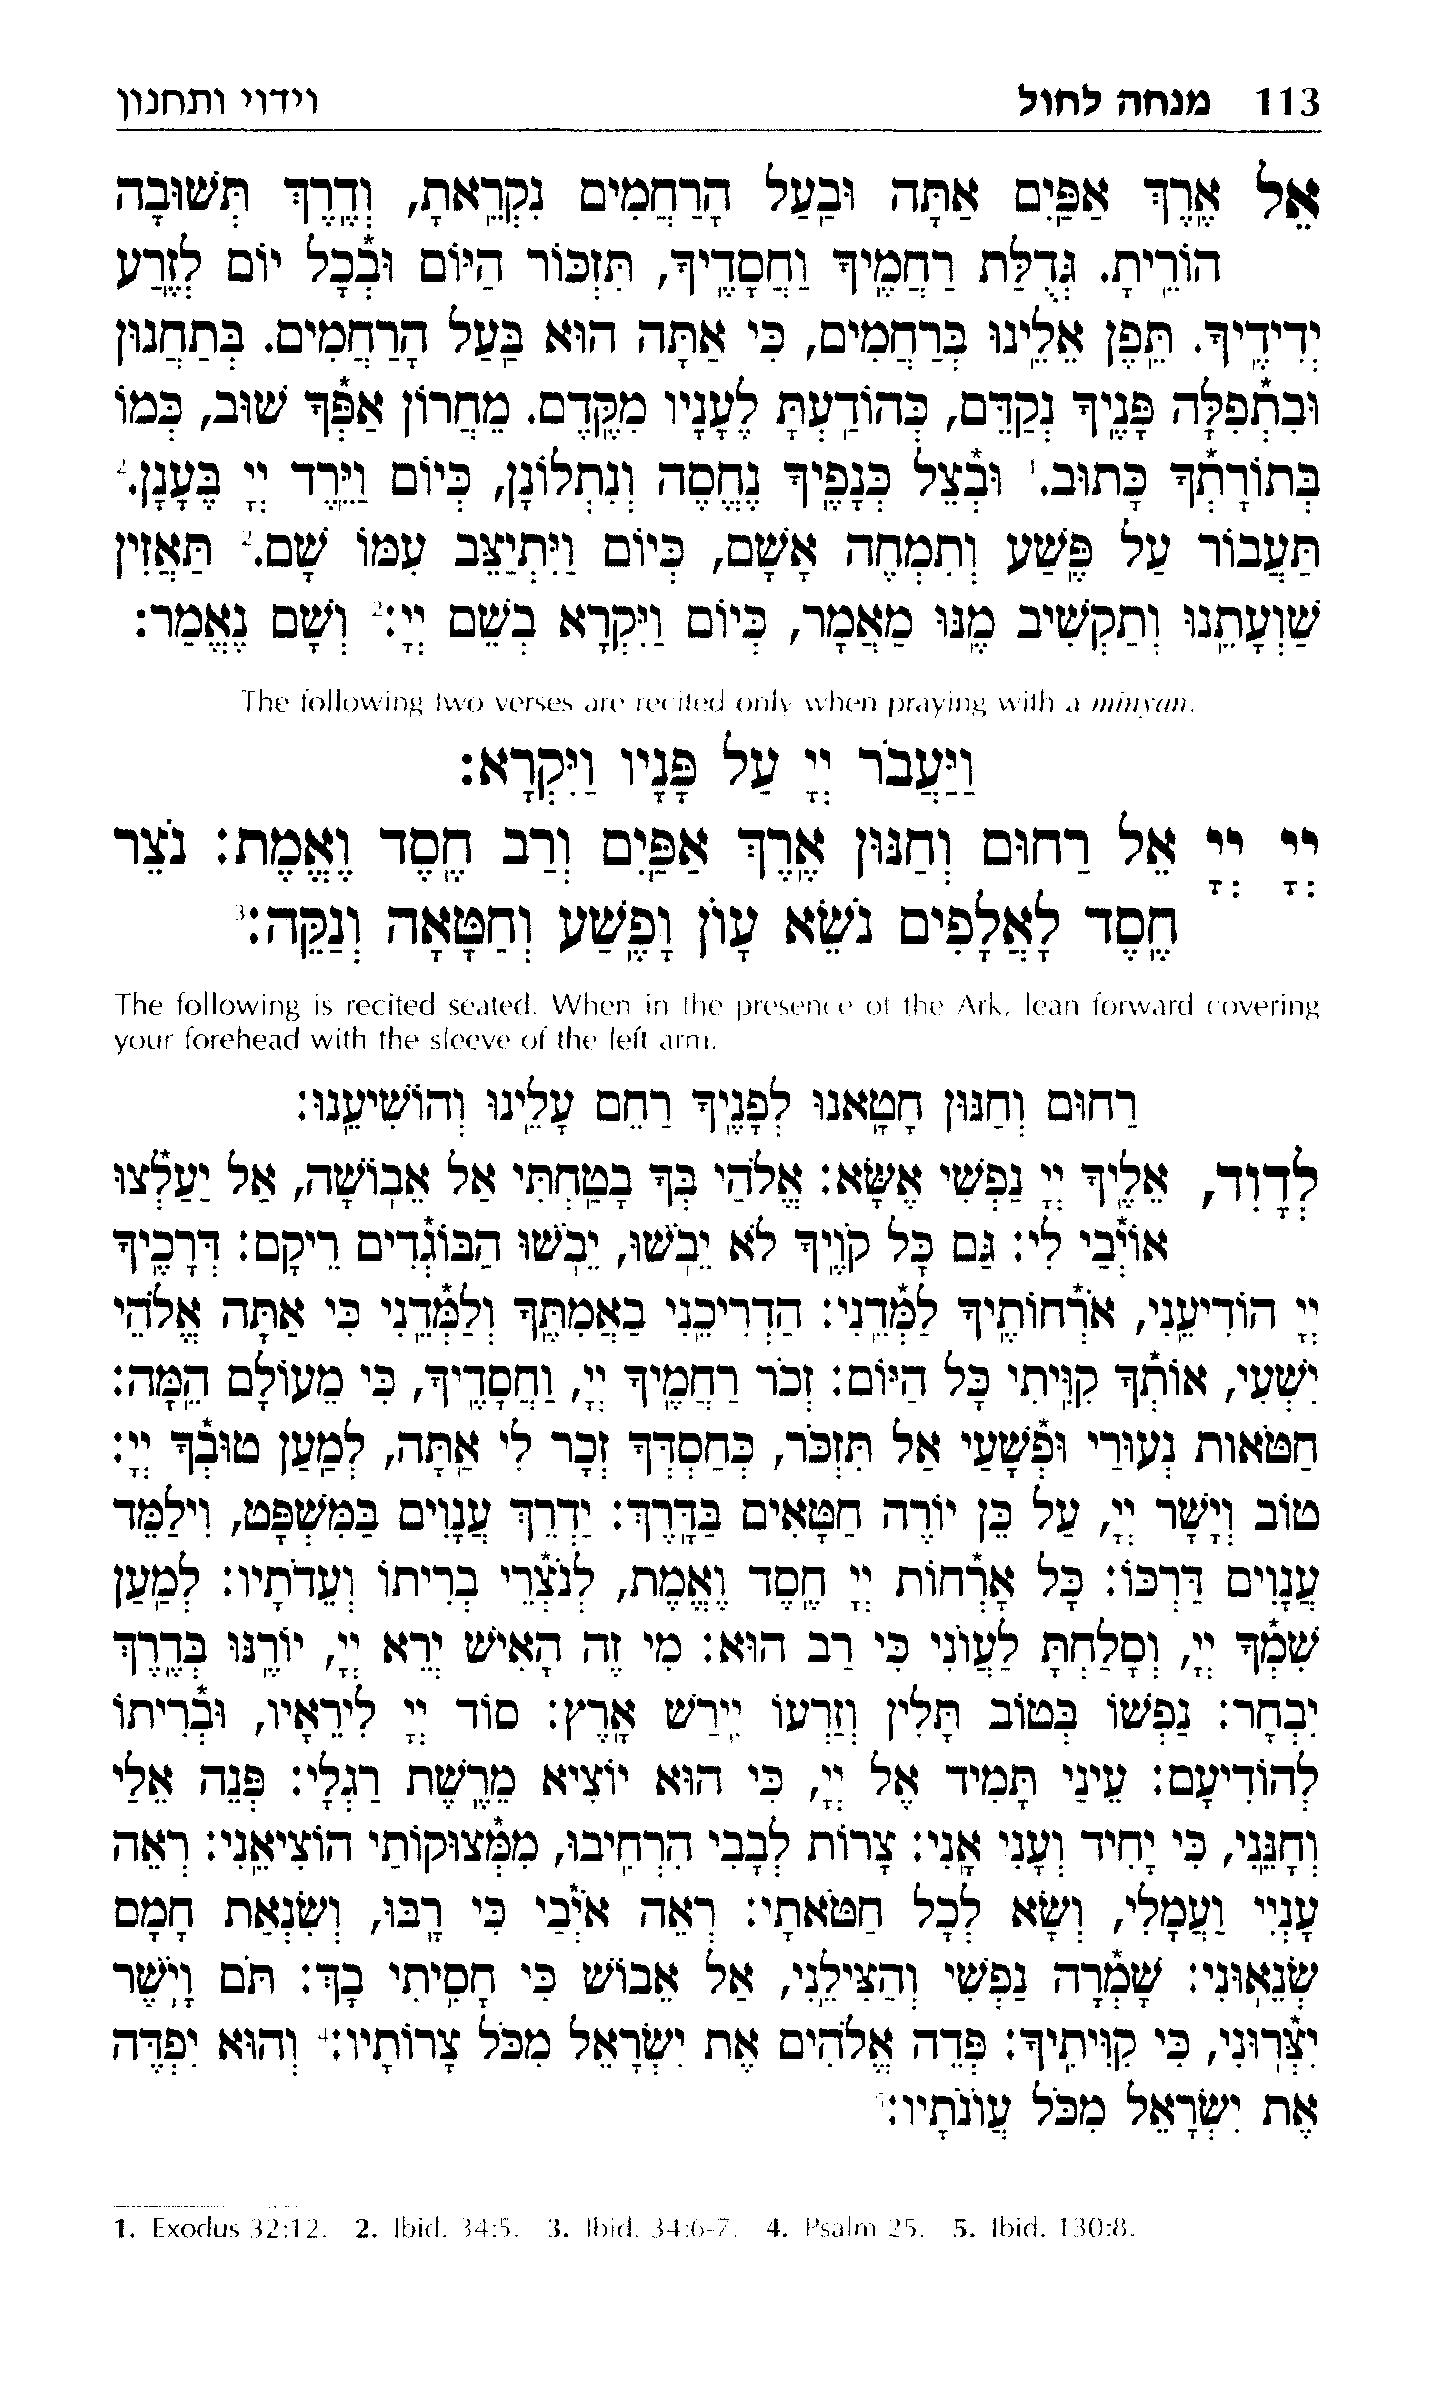 113 מנחה לחול וידוי ותחנון
אֵל אֶרֶךְ אַפַּיִם אַתָּה וּבַעַל הָרַחֲמִים נִקְרֵאתָ, וְדֶרֶךְ תְּשׁוּבָה
הוֹרֵיתָ. גְּדֻלַּת רַחֲמֶיךָ וַחֲסָדֶיךָ, תִּזְכּוֹר הַיּוֹם וּבְכָל יוֹם לְזֶרַע
יְדִידֶיךָ. תֵּפֶן אֵלֵינוּ בְּרַחֲמִים, כִּי אַתָּה הוּא בַּעַל הָרַחֲמִים. בְּתַחֲנוּן
וּבִתְפִלָּה פָּנֶיךָ נְקַדֵּם, כְּהוֹדַעְתָּ לֶעָנָיו מִקֶּדֶם. מֵחֲרוֹן אַפְּךָ שׁוּב, כְּמוֹ
בְּתוֹרָתְךָ כָּתוּב.1 וּבְצֵל כְּנָפֶיךָ נֶחֱסֶה וְנִתְלוֹנָן, כְּיוֹם וַיֵּרֶד יְיָ בֶּעָנָן.2
תַּעֲבוֹר עַל פֶּשַׁע וְתִמְחֶה אָשָׁם, כְּיוֹם וַיִּתְיַצֵּב עִמּוֹ שָׁם.2 תַּאֲזִין
שַׁוְעָתֵנוּ וְתַקְשִׁיב מֶנּוּ מַאֲמָר, כְּיוֹם וַיִּקְרָא בְשֵׁם יְיָ:2 וְשָׁם נֶאֱמַר:
The following two verses are recited only when praying with a minyan.
וַיַּעֲבֹר יְיָ עַל פָּנָיו וַיִּקְרָא:
יְיָ יְיָ אֵל רַחוּם וְחַנּוּן אֶרֶךְ אַפַּיִם וְרַב חֶסֶד וֶאֱמֶת: נֹצֵר
חֶסֶד לָאֲלָפִים נֹשֵׂא עָוֹן וָפֶשַׁע וְחַטָּאָה וְנַקֵּה:3
The following is recited seated. When in the presence of the Ark, lean forward covering
your forehead with the sleeve of the left arm.
רַחוּם וְחַנּוּן חָטָאנוּ לְפָנֶיךָ רַחֵם עָלֵינוּ וְהוֹשִׁיעֵנוּ:
לְדָוִד, אֵלֶיךָ יְיָ נַפְשִׁי אֶשָּׂא: אֱלֹהַי בְּךָ בָטַחְתִּי אַל אֵבוֹשָׁה, אַל יַעַלְצוּ
אוֹיְבַי לִי: גַּם כָּל קוֶֹיךָ לֹא יֵבֹשׁוּ, יֵבֹשׁוּ הַבּוֹגְדִים רֵיקָם: דְּרָכֶיךָ
יְיָ הוֹדִיעֵנִי, אֹרְחוֹתֶיךָ לַמְּדֵנִי: הַדְרִיכֵנִי בַאֲמִתֶּךָ וְלַמְּדֵנִי כִּי אַתָּה אֱלֹהֵי
יִשְׁעִי, אוֹתְךָ קִוִּיתִי כָּל הַיּוֹם: זְכֹר רַחֲמֶיךָ יְיָ, וַחֲסָדֶיךָ, כִּי מֵעוֹלָם הֵמָּה:
חַטֹּאות נְעוּרַי וּפְשָׁעַי אַל תִּזְכֹּר, כְּחַסְדְּךָ זְכָר לִי אַתָּה, לְמַעַן טוּבְךָ יְיָ:
טוֹב וְיָשָׁר יְיָ, עַל כֵּן יוֹרֶה חַטָּאִים בַּדָּרֶךְ: יַדְרֵךְ עֲנָוִים בַּמִּשְׁפָּט, וִילַמֵּד
עֲנָוִים דַּרְכּוֹ: כָּל אָרְחוֹת יְיָ חֶסֶד וֶאֱמֶת, לְנֹצְרֵי בְרִיתוֹ וְעֵדֹתָיו: לְמַעַן
שִׁמְךָ יְיָ, וְסָלַחְתָּ לַעֲוֹנִי כִּי רַב הוּא: מִי זֶה הָאִישׁ יְרֵא יְיָ, יוֹרֶנּוּ בְּדֶרֶךְ
יִבְחָר: נַפְשׁוֹ בְּטוֹב תָּלִין וְזַרְעוֹ יִירַשׁ אָרֶץ: סוֹד יְיָ לִירֵאָיו, וּבְרִיתוֹ
לְהוֹדִיעָם: עֵינַי תָּמִיד אֶל יְיָ, כִּי הוּא יוֹצִיא מֵרֶשֶׁת רַגְלָי: פְּנֵה אֵלַי
וְחָנֵּנִי, כִּי יָחִיד וְעָנִי אָנִי: צָרוֹת לְבָבִי הִרְחִיבוּ, מִמְּצוּקוֹתַי הוֹצִיאֵנִי: רְאֵה
עָנְיִי וַעֲמָלִי, וְשָׂא לְכָל חַטֹּאתָי: רְאֵה אֹיְבַי כִּי רָבּוּ, וְשִׂנְאַת חָמָס
שְׂנֵאוּנִי: שָׁמְרָה נַפְשִׁי וְהַצִּילֵנִי, אַל אֵבוֹשׁ כִּי חָסִיתִי בָךְ: תֹּם וָיֹשֶׁר
יִצְּרוּנִי, כִּי קִוִּיתִיךָ: פְּדֵה אֱלֹהִים אֶת יִשְׂרָאֵל מִכֹּל צָרוֹתָיו:4 וְהוּא יִפְדֶּה
אֶת יִשְׂרָאֵל מִכֹּל עֲוֹנֹתָיו:5
1. Exodus 32:12. 2. Ibid. 34:5. 3. Ibid. 34:6-7. 4. Psalm 25. 5. Ibid. 130:8.